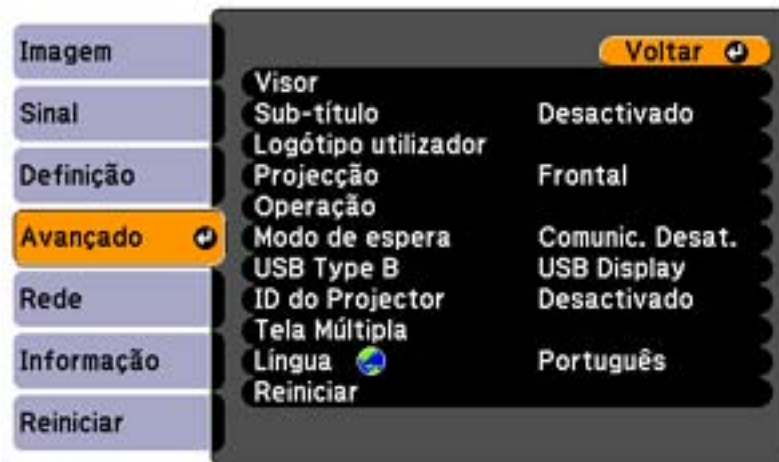 Imagem
Sinal
Definição
Avançado
Rede
Informação
Reiniciar
Voltar
Visor
Sub-título Desactivado
Logótipo utilizador
Projecção Frontal
Operação
Modo de espera Comunic. Desat.
USB Type B USB Display
ID do Projector Desactivado
Tela Múltipla
Língua Português
Reiniciar